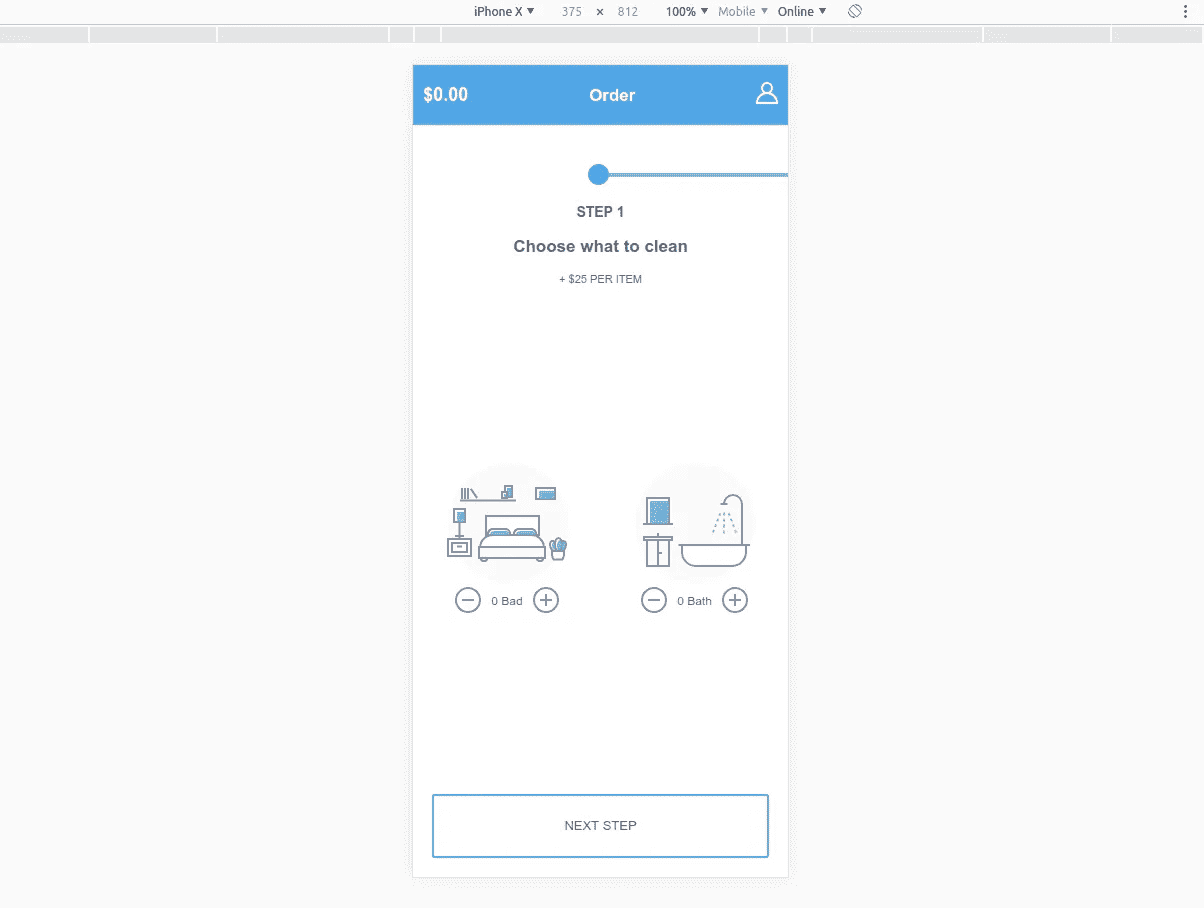 iPhone X 375 × 812 100% Mobile Online
$0.00 Order
STEP 1
Choose what to clean
+ $25 PER ITEM
0 Bad 0 Bath
NEXT STEP